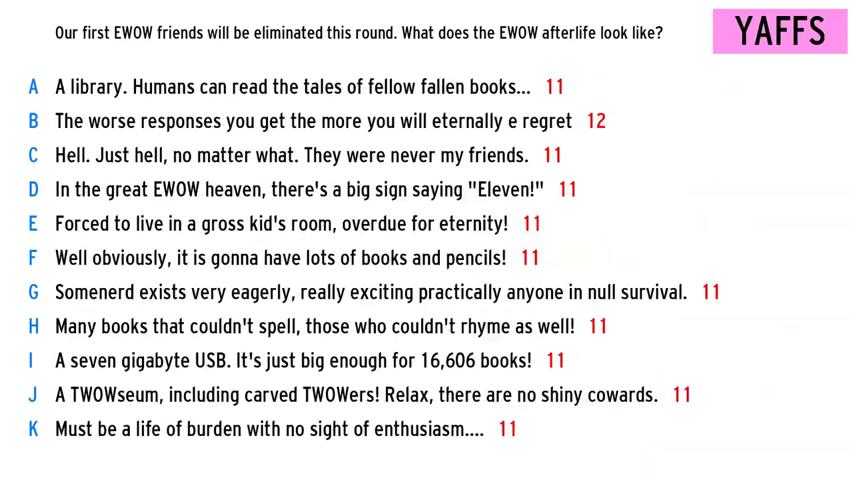 Our first EWOW friends will be eliminated this round. What does the EWOW afterlife look like?
YAFFS
A A library. Humans can read the tales of fellow fallen books... 11
B The worse responses you get the more you will eternally e regret 12
C Hell. Just hell, no matter what. They were never my friends. 11
D In the great EWOW heaven, there's a big sign saying "Eleven!" 11
E Forced to live in a gross kid's room, overdue for eternity! 11
F Well obviously, it is gonna have lots of books and pencils! 11
G Somenerd exists very eagerly, really exciting practically anyone in null survival. 11
H Many books that couldn't spell, those who couldn't rhyme as well! 11
I A seven gigabyte USB. It's just big enough for 16,606 books! 11
J A TWOWseum, including carved TWOWers! Relax, there are no shiny cowards. 11
K Must be a life of burden with no sight of enthusiasm.... 11